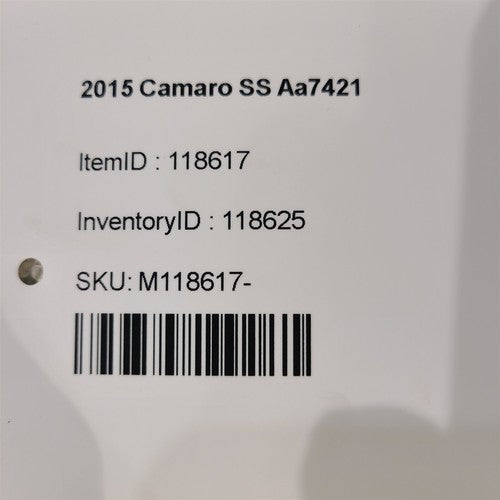 2015 Camaro SS Aa7421
ItemID : 118617
InventoryID : 118625
SKU: M118617-